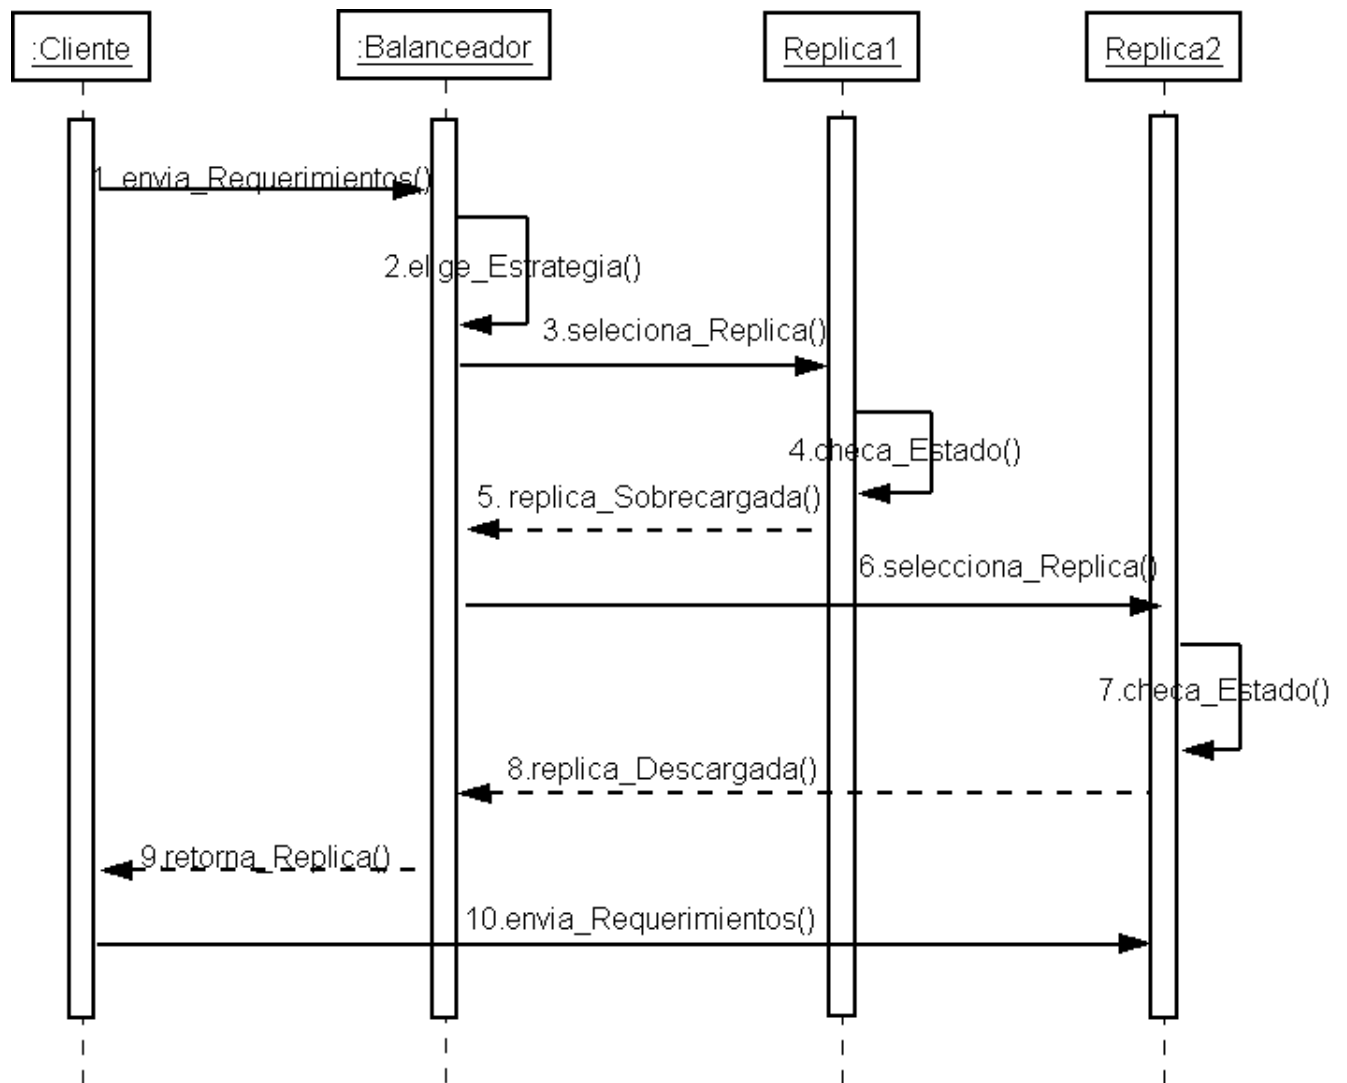 :Cliente
:Balanceador
Replica1
Replica2
1. envia_Requerimientos()
2.elige_Estrategia()
3.seleciona_Replica()
4.checa_Estado()
5. replica_Sobrecargada()
6.selecciona_Replica()
7.checa_Estado()
8.replica_Descargada()
9.retorna_Replica()
10.envia_Requerimientos()